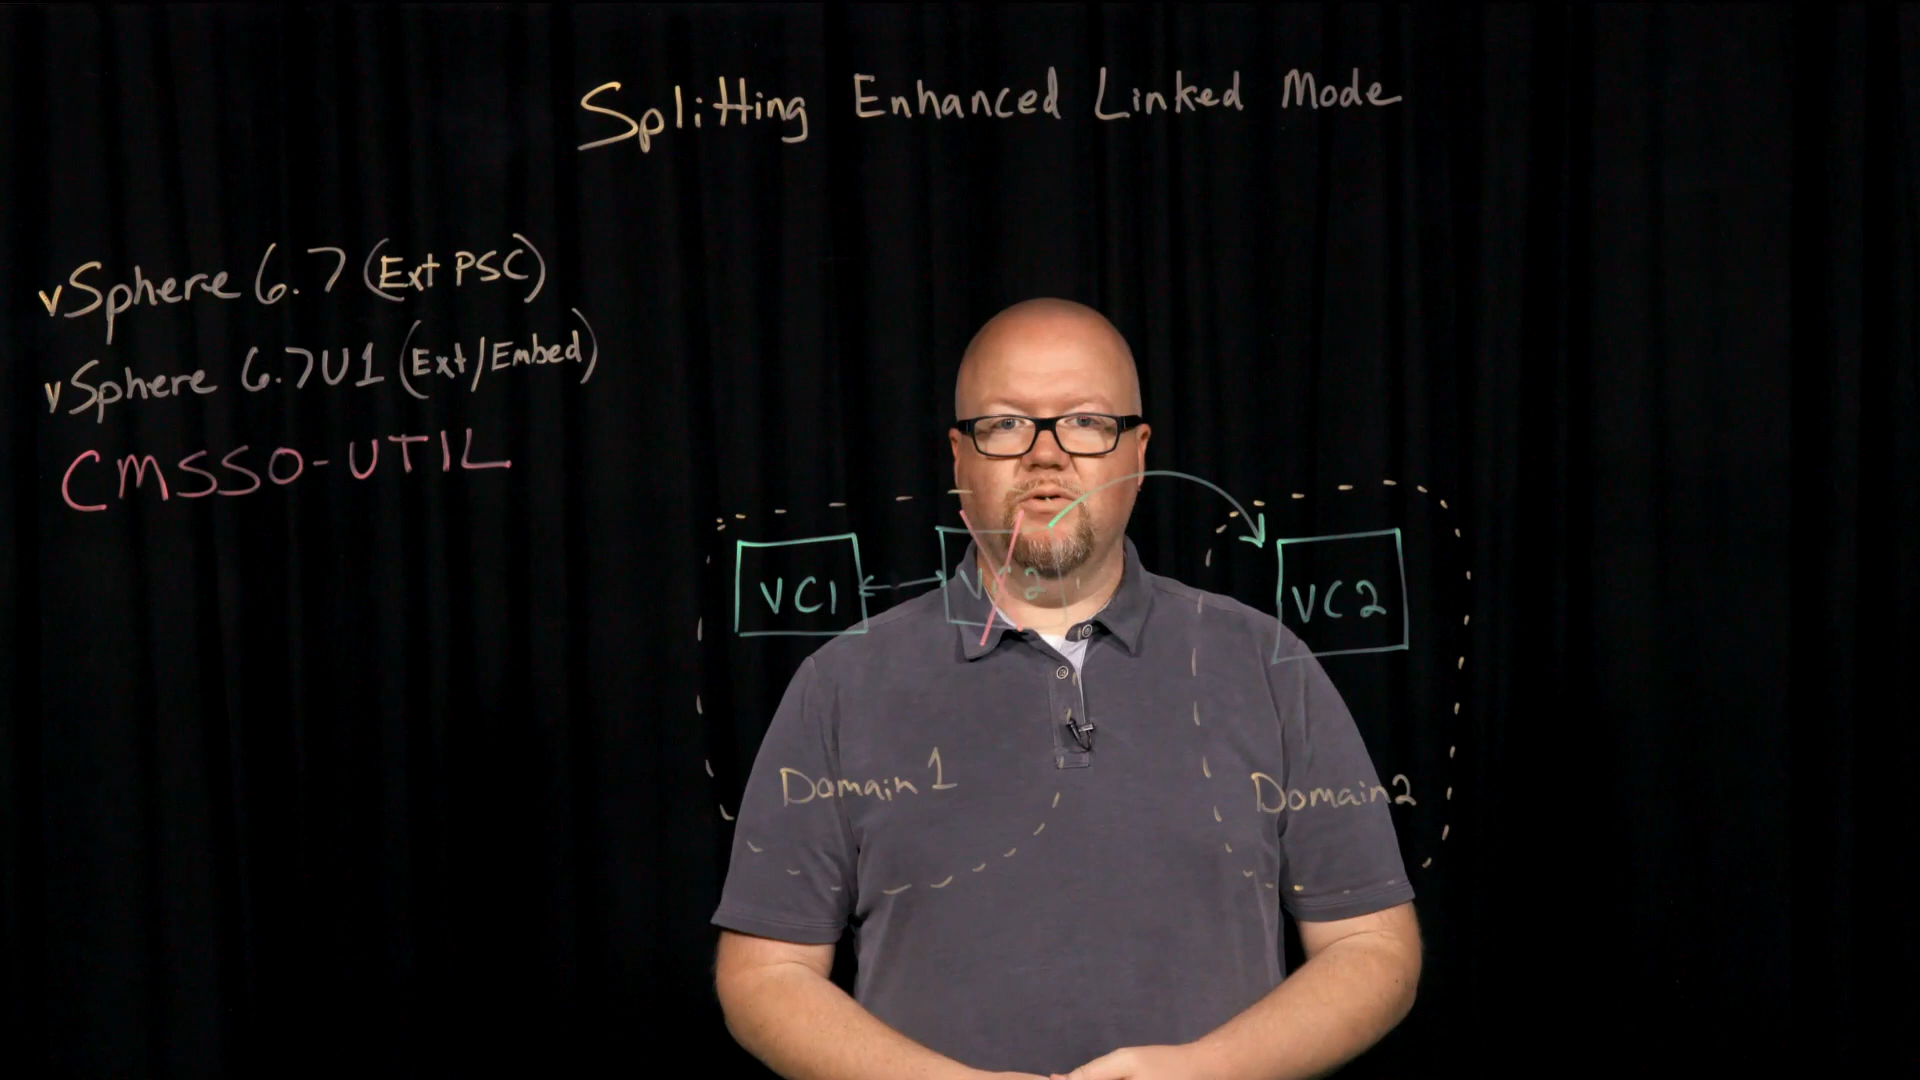 Splitting Enhanced Linked Mode
vSphere 6.7 (Ext PSC)
vSphere 6.7U1 (Ext/Embed)
CMSSO-UTIL
VC1
VC2
VC2
Domain 1
Domain2